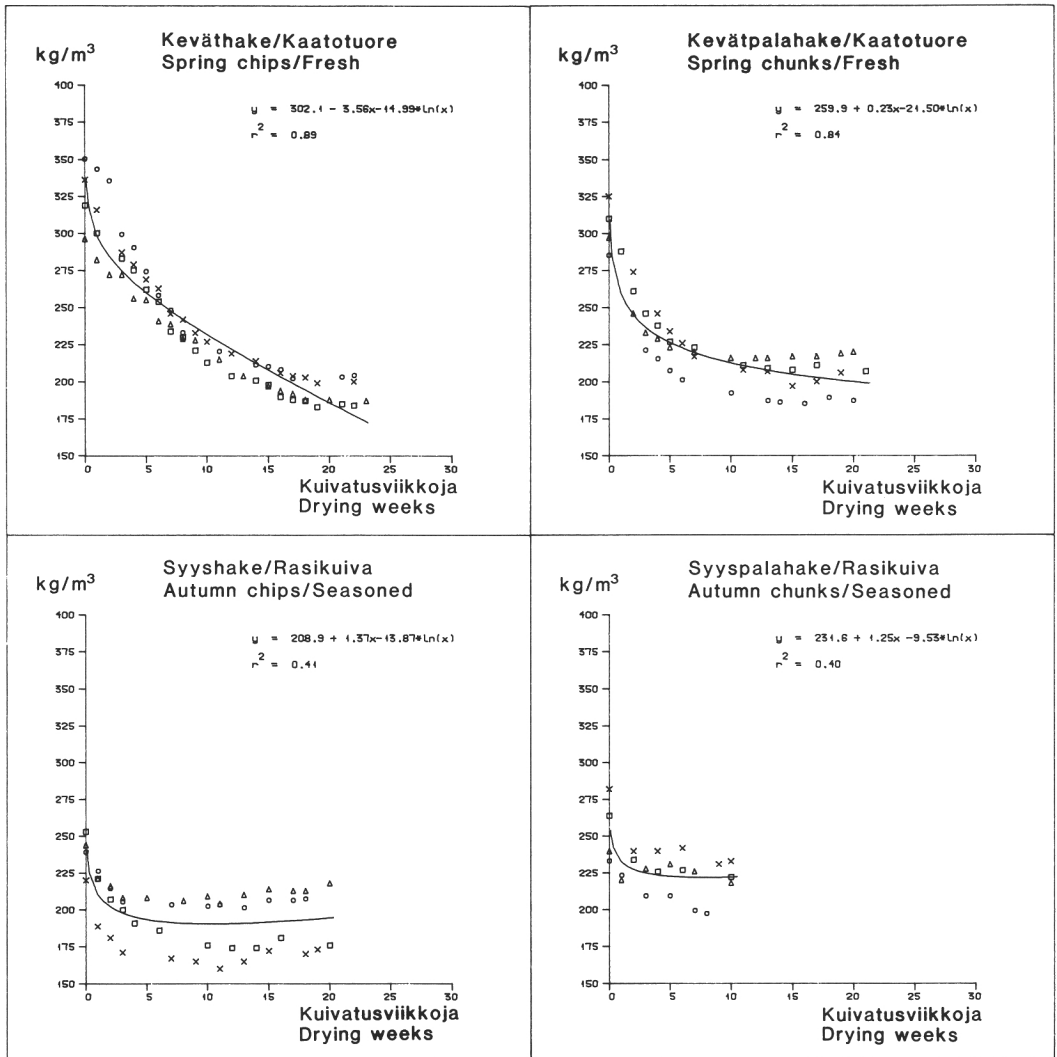 kg/m³
Keväthake/Kaatotuore
Spring chips/Fresh
y = 302.1 - 3.56x-14.99*ln(x)
r² = 0.89
400
375
350
325
300
275
250
225
200
175
150
0 5 10 15 20 25 30
Kuivatusviikkoja
Drying weeks
kg/m³
Kevätpalahake/Kaatotuore
Spring chunks/Fresh
y = 259.9 + 0.23x-21.50*ln(x)
r² = 0.84
400
375
350
325
300
275
250
225
200
175
150
0 5 10 15 20 25 30
Kuivatusviikkoja
Drying weeks
kg/m³
Syyshake/Rasikuiva
Autumn chips/Seasoned
y = 208.9 + 1.37x-13.87*ln(x)
r² = 0.41
400
375
350
325
300
275
250
225
200
175
150
0 5 10 15 20 25 30
Kuivatusviikkoja
Drying weeks
kg/m³
Syyspalahake/Rasikuiva
Autumn chunks/Seasoned
y = 231.6 + 1.25x -9.53*ln(x)
r² = 0.40
400
375
350
325
300
275
250
225
200
175
150
0 5 10 15 20 25 30
Kuivatusviikkoja
Drying weeks